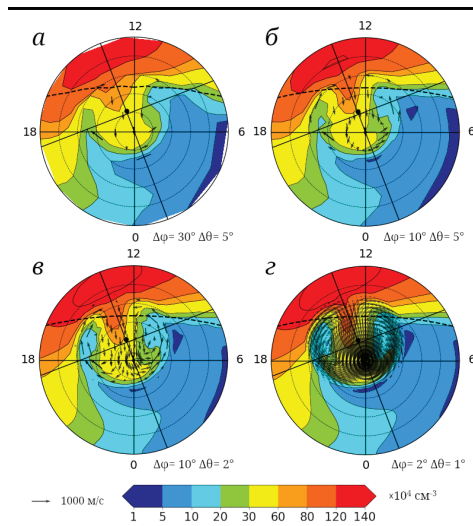 12 12
а б
18 6 18 6
0 Δφ= 30° Δθ= 5° 0 Δφ= 10° Δθ= 5°
12 12
в г
18 18 6
0 Δφ= 10° Δθ= 2° 0 Δφ= 2° Δθ= 1°
1000 м/с ×10⁴ см⁻³
1 5 10 20 30 60 80 120 140